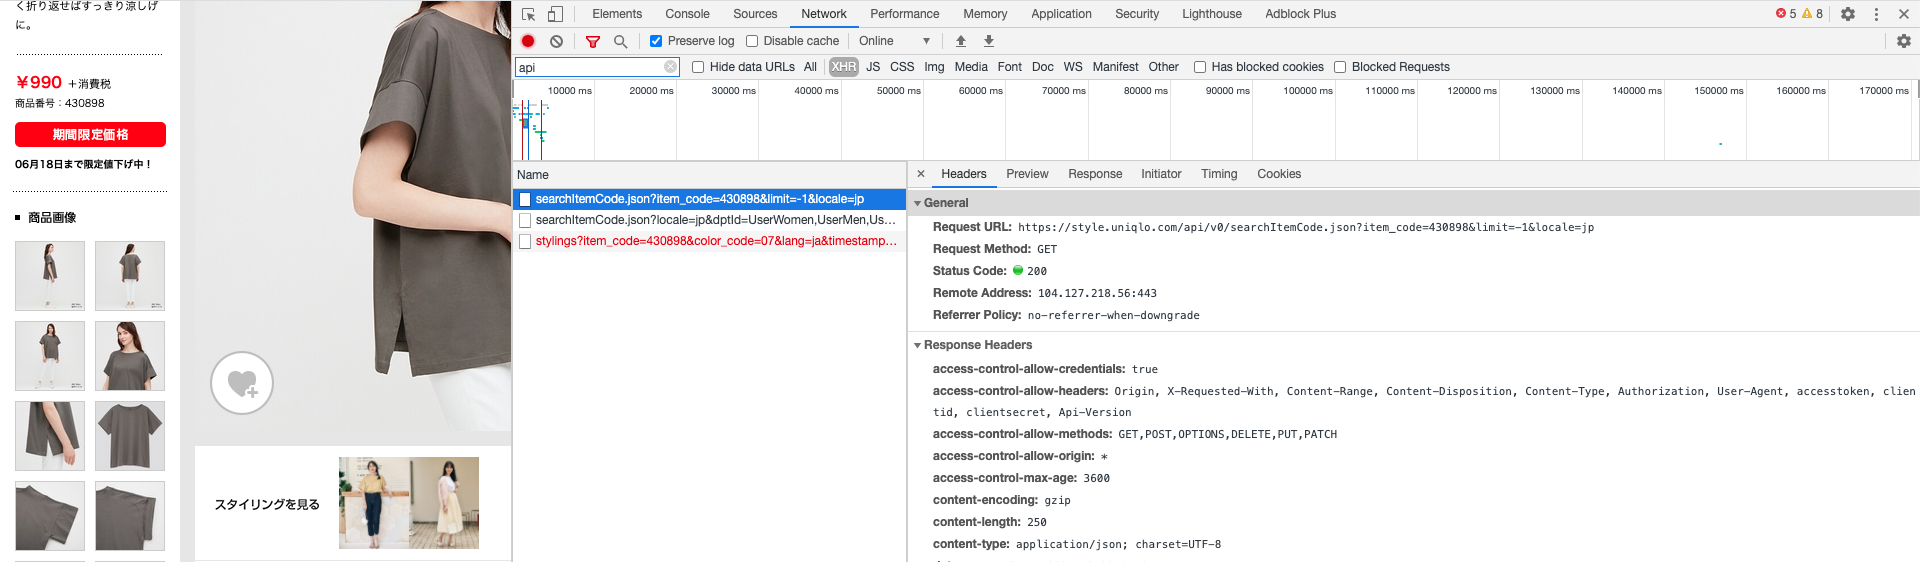 く折り返せばすっきり涼しげ
に。
¥990 +消費税
商品番号：430898
期間限定価格
06月18日まで限定値下げ中！
商品画像
スタイリングを見る
Elements Console Sources Network Performance Memory Application Security Lighthouse Adblock Plus 5 8
Preserve log Disable cache Online
api Hide data URLs All XHR JS CSS Img Media Font Doc WS Manifest Other Has blocked cookies Blocked Requests
10000 ms 20000 ms 30000 ms 40000 ms 50000 ms 60000 ms 70000 ms 80000 ms 90000 ms 100000 ms 110000 ms 120000 ms 130000 ms 140000 ms 150000 ms 160000 ms 170000 ms
Name
searchItemCode.json?item_code=430898&limit=-1&locale=jp
searchItemCode.json?locale=jp&dptId=UserWomen,UserMen,Us...
stylings?item_code=430898&color_code=07&lang=ja&timestamp...
Headers Preview Response Initiator Timing Cookies
General
Request URL: https://style.uniqlo.com/api/v0/searchItemCode.json?item_code=430898&limit=-1&locale=jp
Request Method: GET
Status Code: 200
Remote Address: 104.127.218.56:443
Referrer Policy: no-referrer-when-downgrade
Response Headers
access-control-allow-credentials: true
access-control-allow-headers: Origin, X-Requested-With, Content-Range, Content-Disposition, Content-Type, Authorization, User-Agent, accesstoken, clien
tid, clientsecret, Api-Version
access-control-allow-methods: GET,POST,OPTIONS,DELETE,PUT,PATCH
access-control-allow-origin: *
access-control-max-age: 3600
content-encoding: gzip
content-length: 250
content-type: application/json; charset=UTF-8